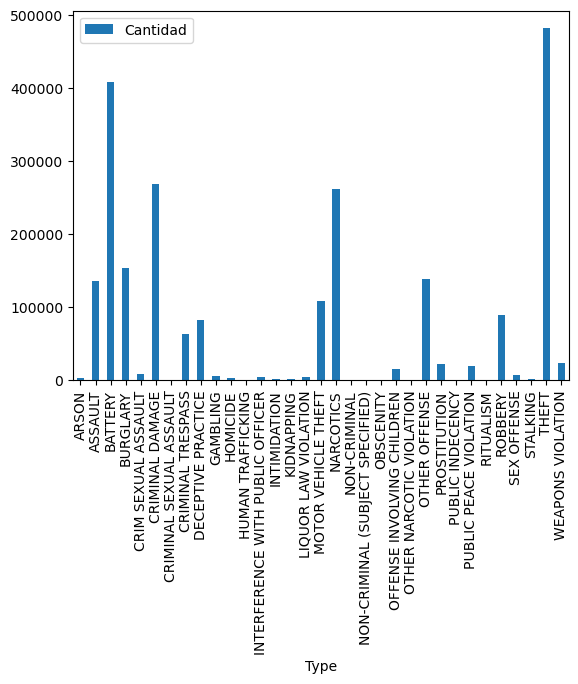 Cantidad
500000
400000
300000
200000
100000
0
ARSON
ASSAULT
BATTERY
BURGLARY
CRIM SEXUAL ASSAULT
CRIMINAL DAMAGE
CRIMINAL SEXUAL ASSAULT
CRIMINAL TRESPASS
DECEPTIVE PRACTICE
GAMBLING
HOMICIDE
HUMAN TRAFFICKING
INTERFERENCE WITH PUBLIC OFFICER
INTIMIDATION
KIDNAPPING
LIQUOR LAW VIOLATION
MOTOR VEHICLE THEFT
NARCOTICS
NON-CRIMINAL
NON-CRIMINAL (SUBJECT SPECIFIED)
OBSCENITY
OFFENSE INVOLVING CHILDREN
OTHER NARCOTIC VIOLATION
OTHER OFFENSE
PROSTITUTION
PUBLIC INDECENCY
PUBLIC PEACE VIOLATION
RITUALISM
ROBBERY
SEX OFFENSE
STALKING
THEFT
WEAPONS VIOLATION
Type